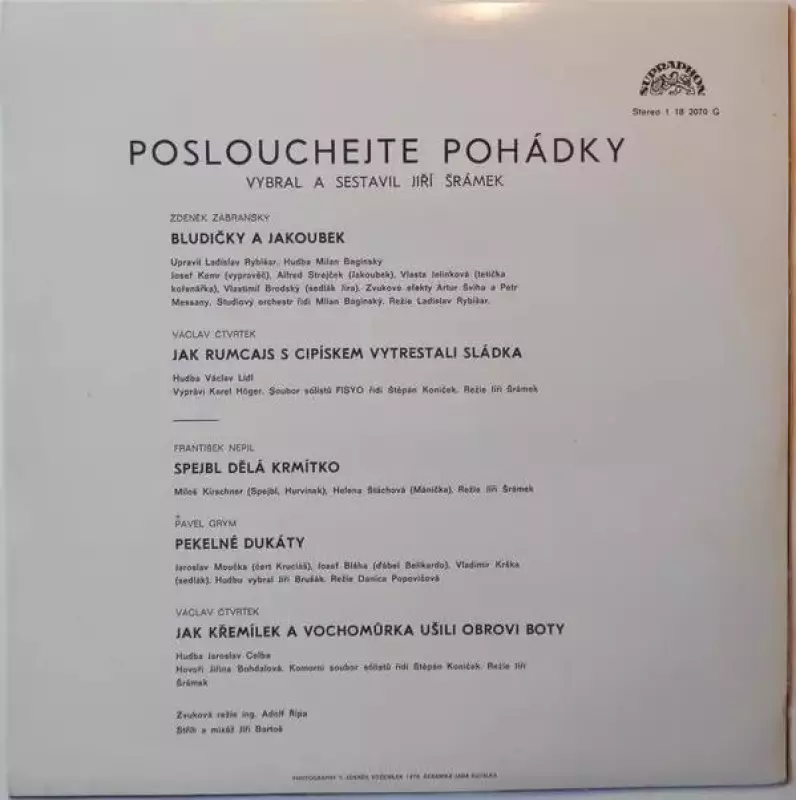 SUPRAPHON
Stereo 1 18 2070 G
POSLOUCHEJTE POHÁDKY
VYBRAL A SESTAVIL JIŘÍ ŠRÁMEK
ZDENĚK ZÁBRANSKÝ
BLUDIČKY A JAKOUBEK
Upravil Ladislav Rybišar. Hudba Milan Baginský
Josef Kemr (vypravěč), Alfred Strejček (Jakoubek), Vlasta Jelínková (tetička
kořenářka), Vlastimil Brodský (sedlák Jíra). Zvukové efekty Artur Šviha a Petr
Messany. Studiový orchestr řídí Milan Baginský. Režie Ladislav Rybišar.
VÁCLAV ČTVRTEK
JAK RUMCAJS S CIPÍSKEM VYTRESTALI SLÁDKA
Hudba Václav Lídl
Vypráví Karel Höger. Soubor sólistů FISYO řídí Štěpán Koníček. Režie Jiří Šrámek
FRANTIŠEK NEPIL
SPEJBL DĚLÁ KRMÍTKO
Miloš Kirschner (Spejbl, Hurvínek), Helena Štáchová (Mánička). Režie Jiří Šrámek
PAVEL GRYM
PEKELNÉ DUKÁTY
Jaroslav Moučka (čert Kruciáš), Josef Bláha (ďábel Belikardo), Vladimír Krška
(sedlák). Hudbu vybral Jiří Brušák. Režie Danica Popovičová
VÁCLAV ČTVRTEK
JAK KŘEMÍLEK A VOCHOMŮRKA UŠILI OBROVI BOTY
Hudba Jaroslav Celba
Hovoří Jiřina Bohdalová. Komorní soubor sólistů řídí Štěpán Koníček. Režie Jiří
Šrámek
Zvuková režie ing. Adolf Řípa
Střih a mixáž Jiří Bartoš
PHOTOGRAPHY ZDENĚK